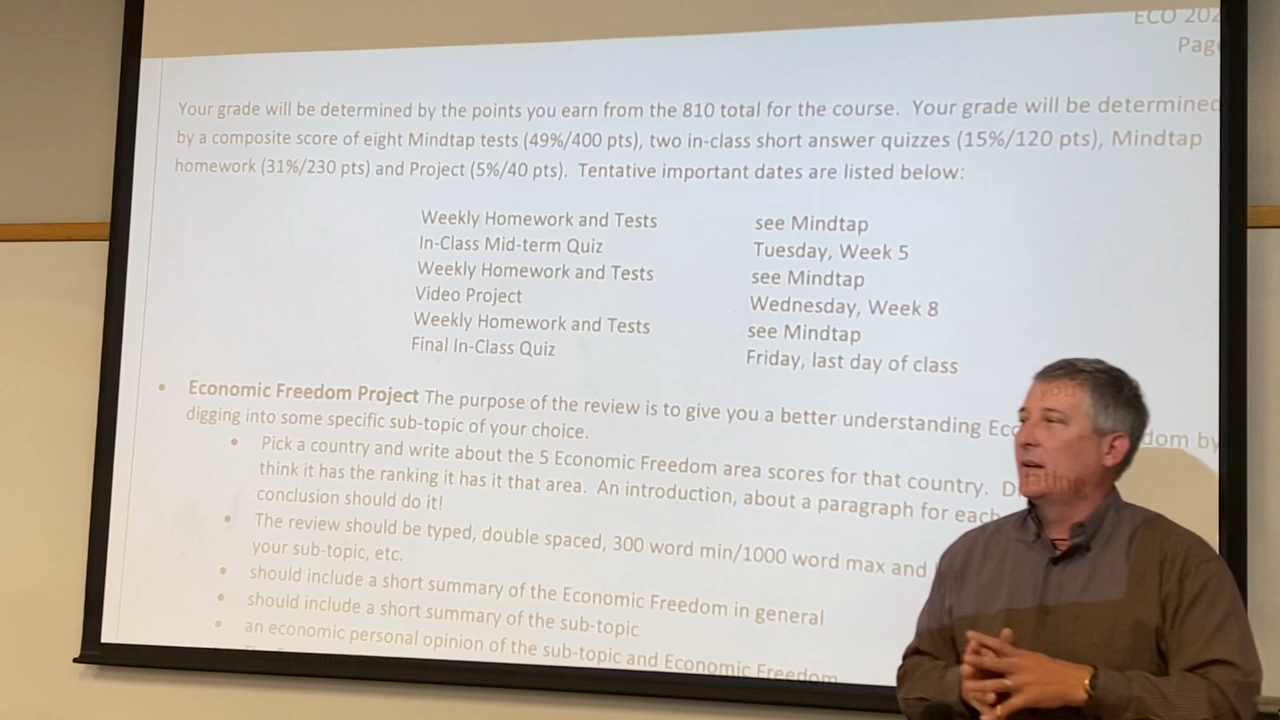 ECO 202
Page
Your grade will be determined by the points you earn from the 810 total for the course. Your grade will be determined
by a composite score of eight Mindtap tests (49%/400 pts), two in-class short answer quizzes (15%/120 pts), Mindtap
homework (31%/230 pts) and Project (5%/40 pts). Tentative important dates are listed below:
Weekly Homework and Tests see Mindtap
In-Class Mid-term Quiz Tuesday, Week 5
Weekly Homework and Tests see Mindtap
Video Project Wednesday, Week 8
Weekly Homework and Tests see Mindtap
Final In-Class Quiz Friday, last day of class
• Economic Freedom Project The purpose of the review is to give you a better understanding Eco dom by
digging into some specific sub-topic of your choice.
• Pick a country and write about the 5 Economic Freedom area scores for that country.
think it has the ranking it has it that area. An introduction, about a paragraph for each
conclusion should do it!
• The review should be typed, double spaced, 300 word min/1000 word max and
your sub-topic, etc.
• should include a short summary of the Economic Freedom in general
• should include a short summary of the sub-topic
• an economic personal opinion of the sub-topic and Economic Freedom